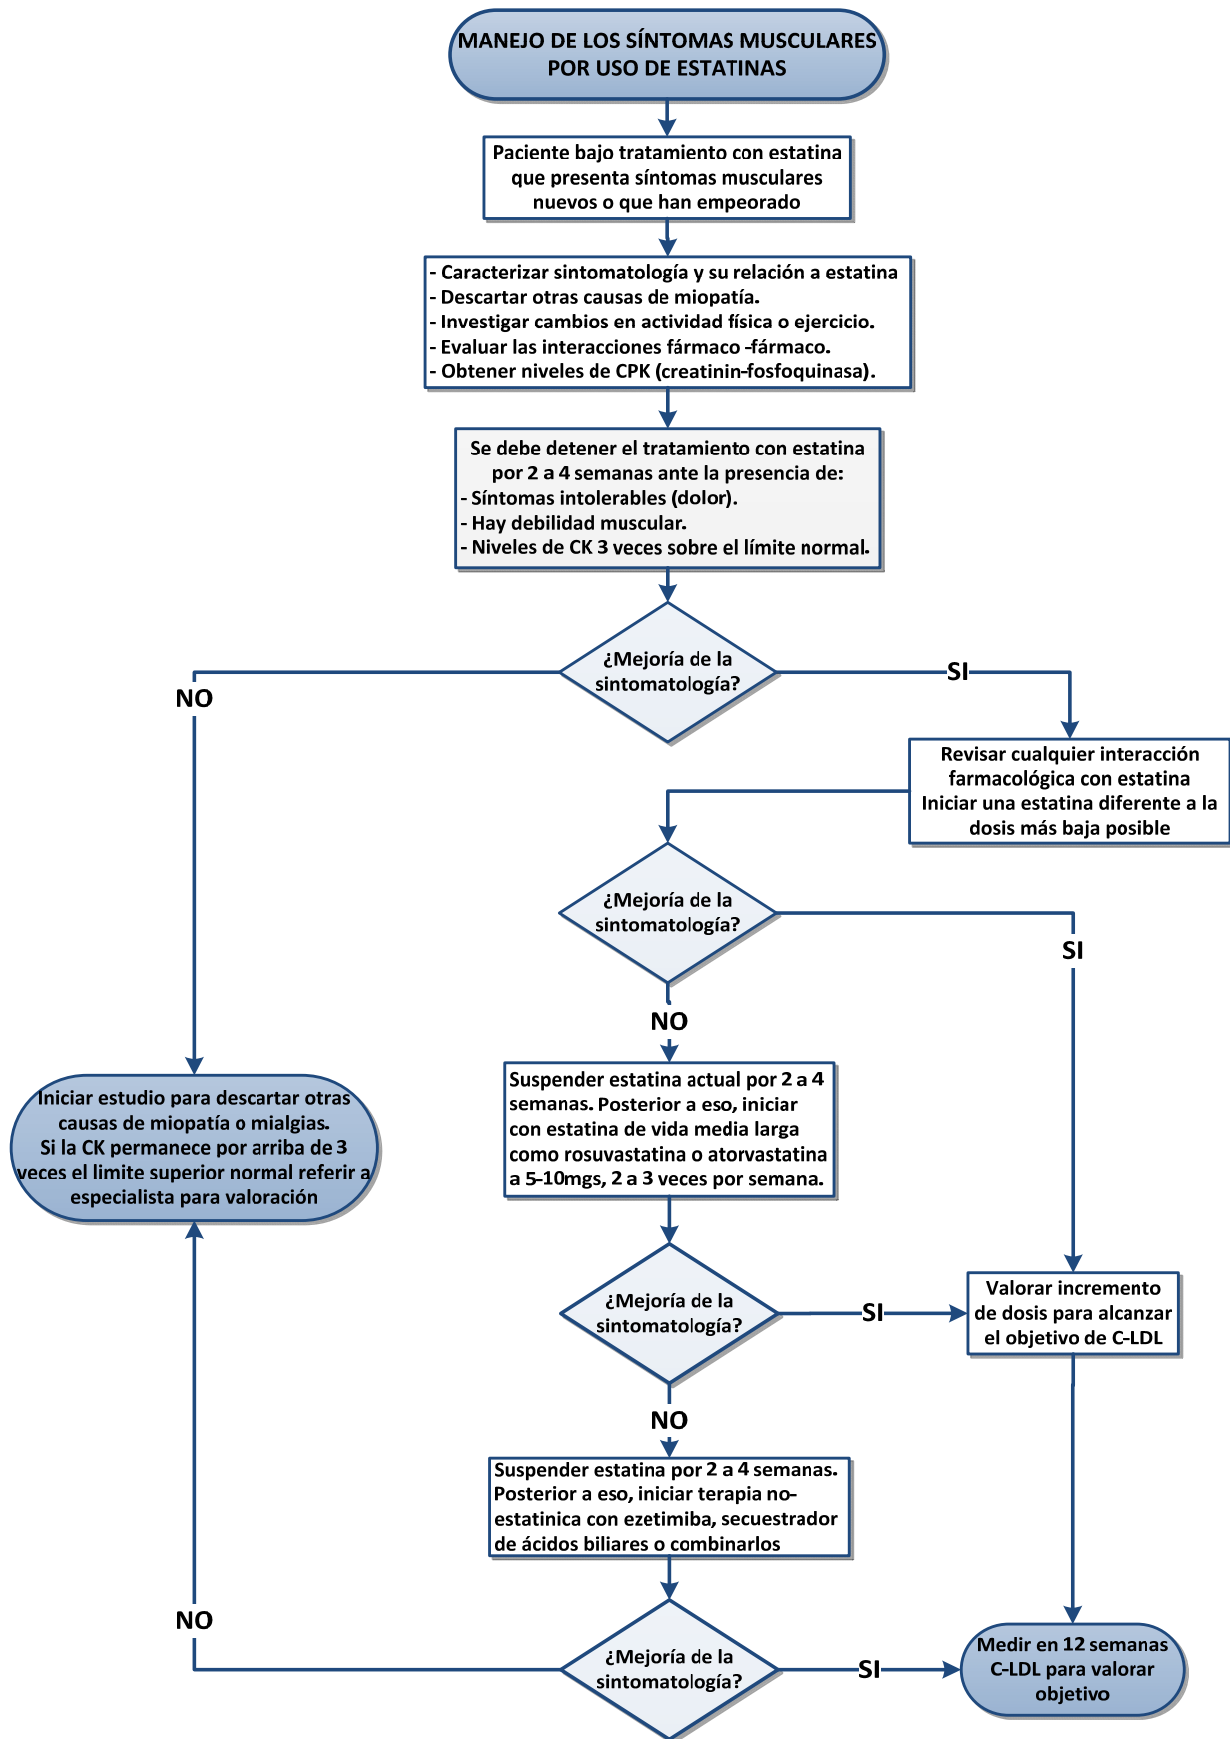 MANEJO DE LOS SÍNTOMAS MUSCULARES
POR USO DE ESTATINAS
Paciente bajo tratamiento con estatina
que presenta síntomas musculares
nuevos o que han empeorado
- Caracterizar sintomatología y su relación a estatina
- Descartar otras causas de miopatía.
- Investigar cambios en actividad física o ejercicio.
- Evaluar las interacciones fármaco -fármaco.
- Obtener niveles de CPK (creatinin-fosfoquinasa).
Se debe detener el tratamiento con estatina
por 2 a 4 semanas ante la presencia de:
- Síntomas intolerables (dolor).
- Hay debilidad muscular.
- Niveles de CK 3 veces sobre el límite normal.
¿Mejoría de la
sintomatología?
NO
SI
Revisar cualquier interacción
farmacológica con estatina
Iniciar una estatina diferente a la
dosis más baja posible
¿Mejoría de la
sintomatología?
SI
NO
Suspender estatina actual por 2 a 4
semanas. Posterior a eso, iniciar
con estatina de vida media larga
como rosuvastatina o atorvastatina
a 5-10mgs, 2 a 3 veces por semana.
Iniciar estudio para descartar otras
causas de miopatía o mialgias.
Si la CK permanece por arriba de 3
veces el limite superior normal referir a
especialista para valoración
¿Mejoría de la
sintomatología?
SI
Valorar incremento
de dosis para alcanzar
el objetivo de C-LDL
NO
Suspender estatina por 2 a 4 semanas.
Posterior a eso, iniciar terapia no-
estatinica con ezetimiba, secuestrador
de ácidos biliares o combinarlos
NO
¿Mejoría de la
sintomatología?
SI
Medir en 12 semanas
C-LDL para valorar
objetivo